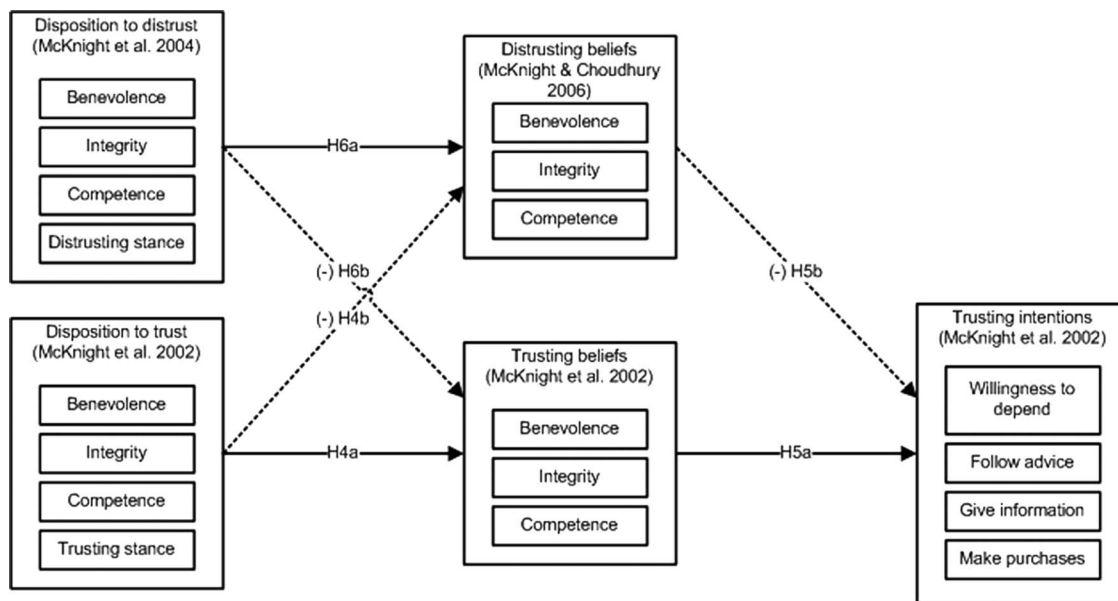 Disposition to distrust
(McKnight et al. 2004)
Benevolence
Integrity
Competence
Distrusting stance
Disposition to trust
(McKnight et al. 2002)
Benevolence
Integrity
Competence
Trusting stance
H6a
(-) H6b
(-) H4b
H4a
Distrusting beliefs
(McKnight & Choudhury
2006)
Benevolence
Integrity
Competence
Trusting beliefs
(McKnight et al. 2002)
Benevolence
Integrity
Competence
(-) H5b
H5a
Trusting intentions
(McKnight et al. 2002)
Willingness to
depend
Follow advice
Give information
Make purchases